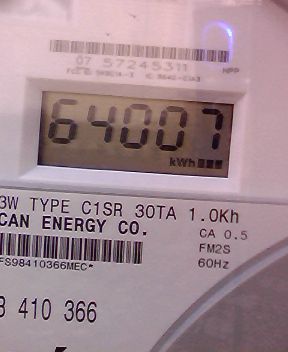 07 57245311
NPP
64007
kWh
3W TYPE C1SR 30TA 1.0Kh
CAN ENERGY CO.
CA 0.5
FM2S
60Hz
FS98410366MEC*
410 366